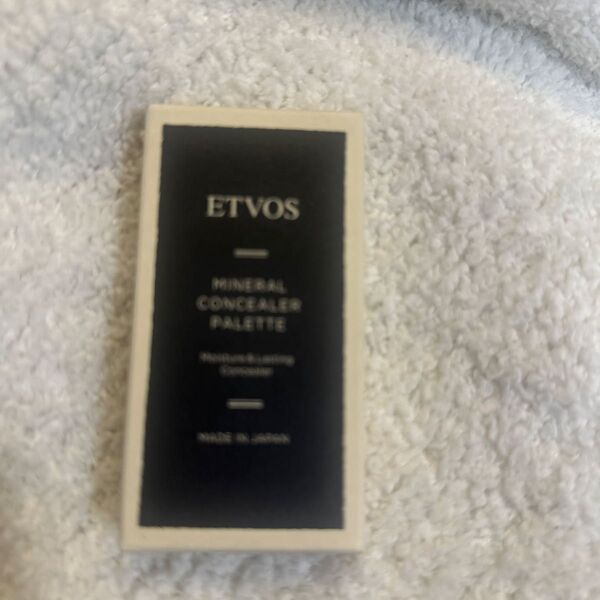 ETVOS
MINERAL
CONCEALER
PALETTE
Moisture&Lasting
Concealer
MADE IN JAPAN